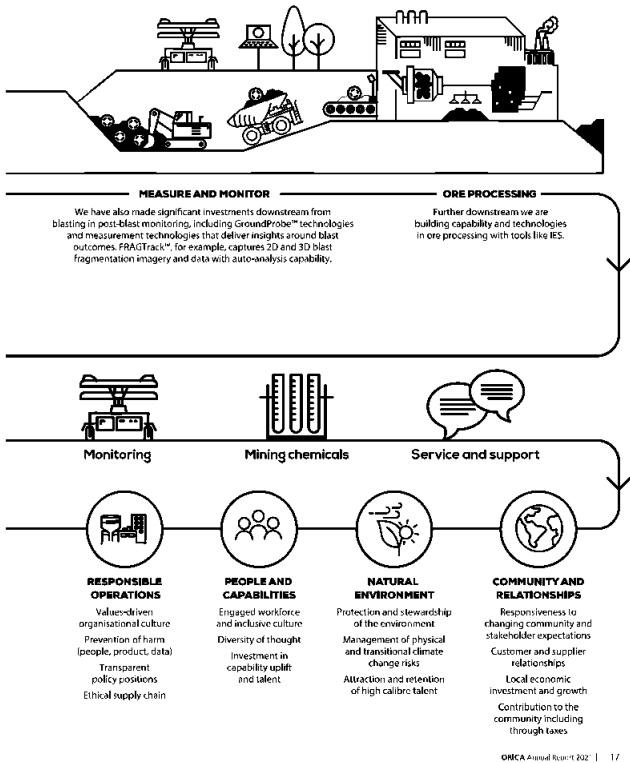 MEASURE AND MONITOR
We have also made significant investments downstream from
blasting in post-blast monitoring, including GroundProbe™ technologies
and measurement technologies that deliver insights around blast
outcomes. FRAGTrack™, for example, captures 2D and 3D blast
fragmentation imagery and data with auto-analysis capability.
ORE PROCESSING
Further downstream we are
building capability and technologies
in ore processing with tools like IES.
Monitoring
Mining chemicals
Service and support
RESPONSIBLE
OPERATIONS
Values-driven
organisational culture
Prevention of harm
(people, product, data)
Transparent
policy positions
Ethical supply chain
PEOPLE AND
CAPABILITIES
Engaged workforce
and inclusive culture
Diversity of thought
Investment in
capability uplift
and talent
NATURAL
ENVIRONMENT
Protection and stewardship
of the environment
Management of physical
and transitional climate
change risks
Attraction and retention
of high calibre talent
COMMUNITY AND
RELATIONSHIPS
Responsiveness to
changing community and
stakeholder expectations
Customer and supplier
relationships
Local economic
investment and growth
Contribution to the
community including
through taxes
ORICA Annual Report 2021 | 17